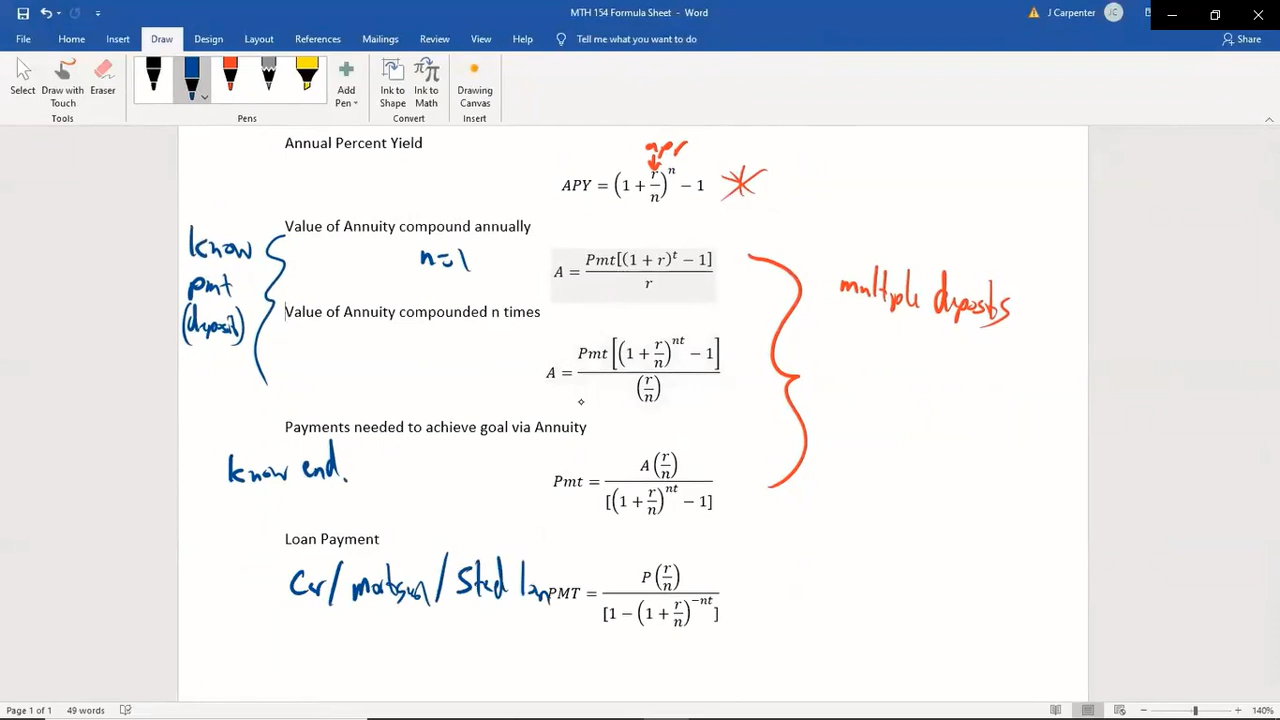 MTH 154 Formula Sheet - Word
J Carpenter
JC
File Home Insert Draw Design Layout References Mailings Review View Help Tell me what you want to do
Share
Select
Draw with Touch
Eraser
Add Pen
Ink to Shape
Ink to Math
Drawing Canvas
Tools
Pens
Convert
Insert
Annual Percent Yield
apr
APY = (1 + r/n)^n − 1
Value of Annuity compound annually
know
pmt
(deposit)
n=1
A = Pmt[(1 + r)^t − 1] / r
multiple deposits
Value of Annuity compounded n times
A = Pmt [(1 + r/n)^nt − 1] / (r/n)
Payments needed to achieve goal via Annuity
know end.
Pmt = A(r/n) / [(1 + r/n)^nt − 1]
Loan Payment
Car/ /
PMT = P(r/n) / [1 − (1 + r/n)^−nt]
Page 1 of 1 49 words
140%